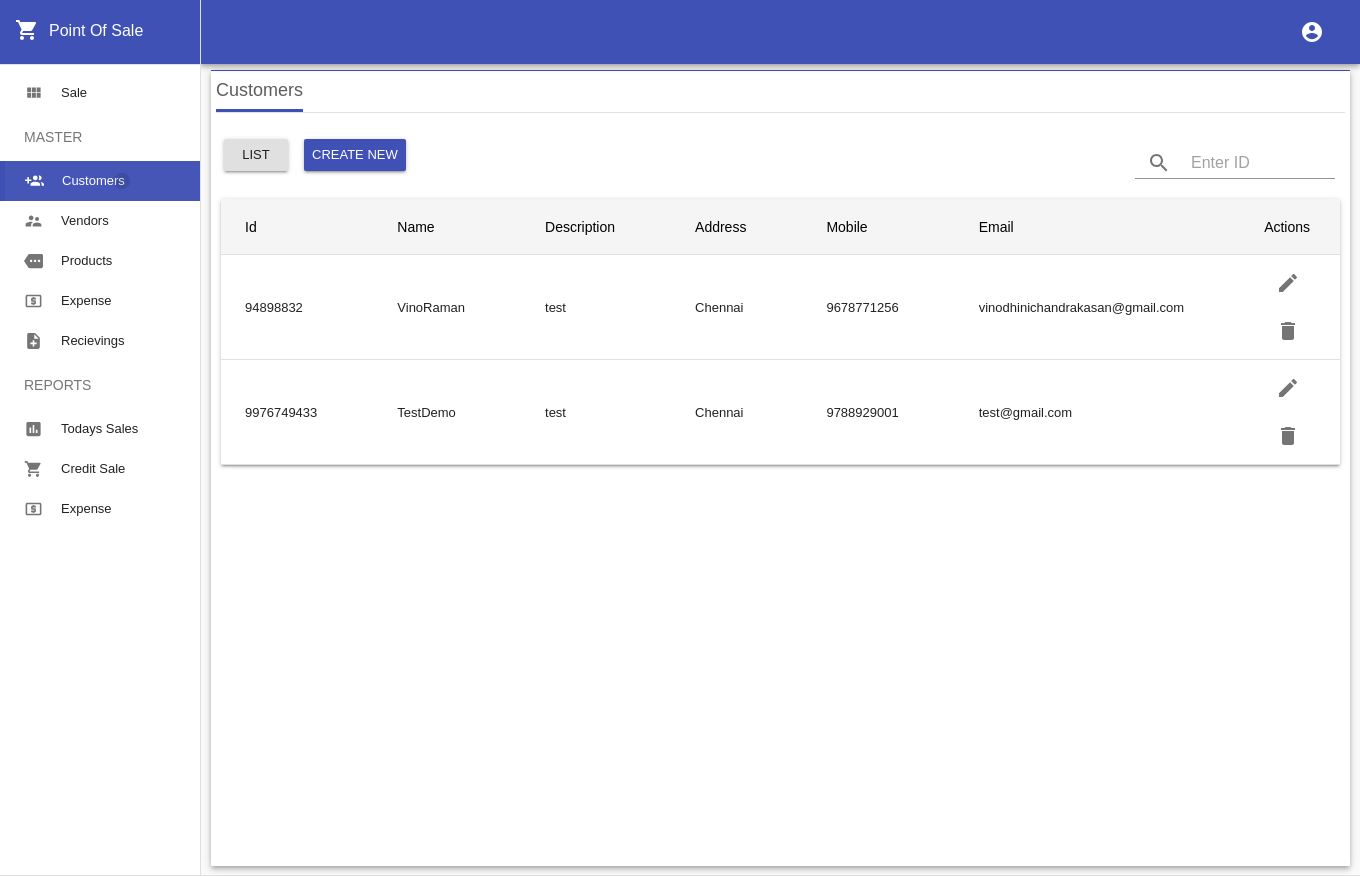 Point Of Sale
Sale
MASTER
Customers
Vendors
Products
Expense
Recievings
REPORTS
Todays Sales
Credit Sale
Expense
Customers
LIST CREATE NEW
Enter ID
Id Name Description Address Mobile Email Actions
94898832 VinoRaman test Chennai 9678771256 vinodhinichandrakasan@gmail.com
9976749433 TestDemo test Chennai 9788929001 test@gmail.com